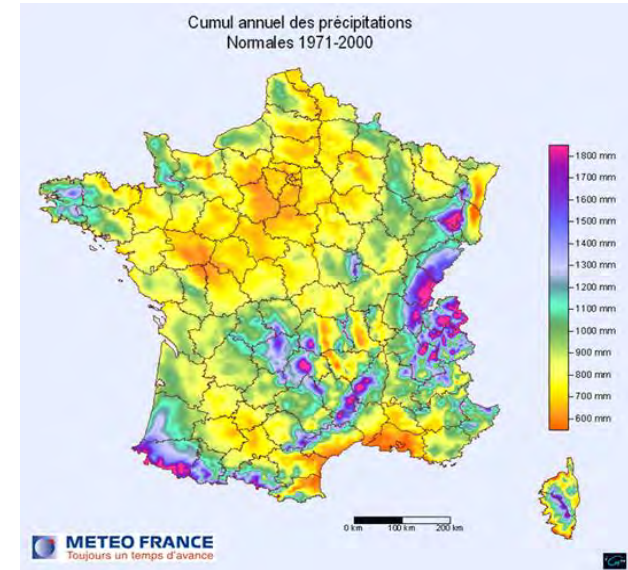 Cumul annuel des précipitations
Normales 1971-2000
1800 mm
1700 mm
1600 mm
1500 mm
1400 mm
1300 mm
1200 mm
1100 mm
1000 mm
900 mm
800 mm
700 mm
600 mm
0 km 100 km 200 km
METEO FRANCE
Toujours un temps d'avance